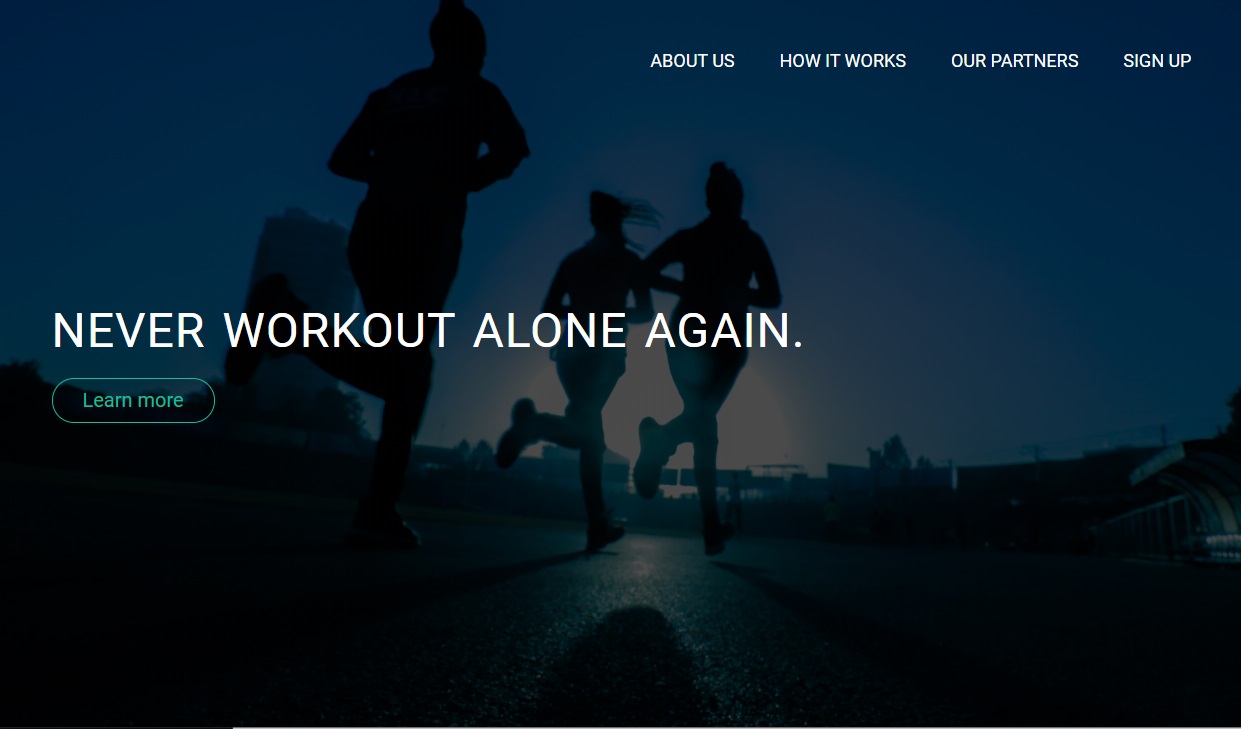 ABOUT US HOW IT WORKS OUR PARTNERS SIGN UP
NEVER WORKOUT ALONE AGAIN.
Learn more